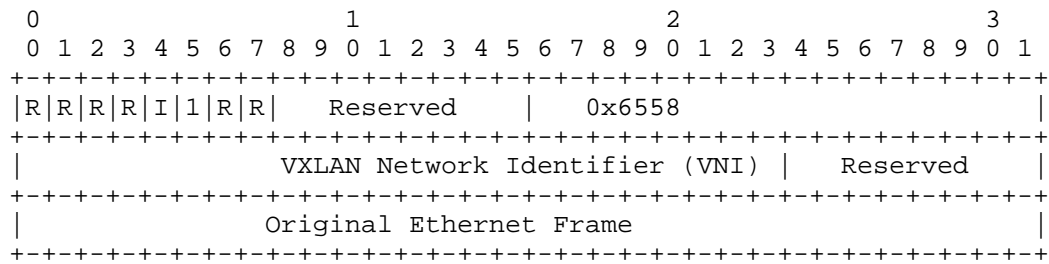 0                   1                   2                   3
 0 1 2 3 4 5 6 7 8 9 0 1 2 3 4 5 6 7 8 9 0 1 2 3 4 5 6 7 8 9 0 1
+-+-+-+-+-+-+-+-+-+-+-+-+-+-+-+-+-+-+-+-+-+-+-+-+-+-+-+-+-+-+-+-+
|R|R|R|R|I|1|R|R|   Reserved    |   0x6558                      |
+-+-+-+-+-+-+-+-+-+-+-+-+-+-+-+-+-+-+-+-+-+-+-+-+-+-+-+-+-+-+-+-+
|                VXLAN Network Identifier (VNI) |   Reserved    |
+-+-+-+-+-+-+-+-+-+-+-+-+-+-+-+-+-+-+-+-+-+-+-+-+-+-+-+-+-+-+-+-+
|               Original Ethernet Frame                         |
+-+-+-+-+-+-+-+-+-+-+-+-+-+-+-+-+-+-+-+-+-+-+-+-+-+-+-+-+-+-+-+-+